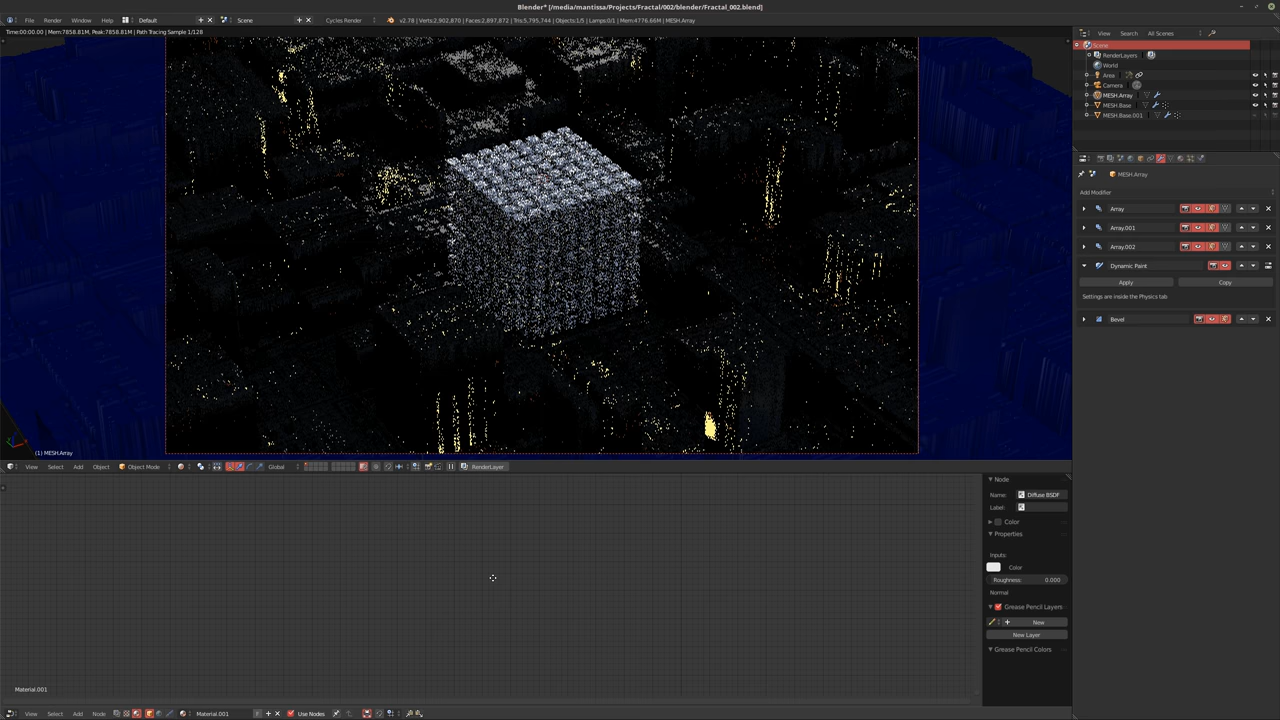 Blender* [/media/mantissa/Projects/Fractal/002/blender/Fractal_002.blend]
File Render Window Help Default Scene Cycles Render v2.78 | Verts:2,902,870 | Faces:2,897,872 | Tris:5,795,744 | Objects:1/5 | Lamps:0/1 | Mem:4776.66M | MESH.Array
Time:00:00.00 | Mem:7858.81M, Peak:7858.81M | Path Tracing Sample 1/128
View Search All Scenes
Scene
RenderLayers
World
Area
Camera
MESH.Array
MESH.Base
MESH.Base.001
MESH.Array
Add Modifier
Array
Array.001
Array.002
Dynamic Paint
Apply Copy
Settings are inside the Physics tab
Bevel
(1) MESH.Array
View Select Add Object Object Mode Global RenderLayer
Node
Name: Diffuse BSDF
Label:
Color
Properties
Inputs:
Color
Roughness: 0.000
Normal
Grease Pencil Layers
New
New Layer
Grease Pencil Colors
Material.001
View Select Add Node Material.001 F Use Nodes